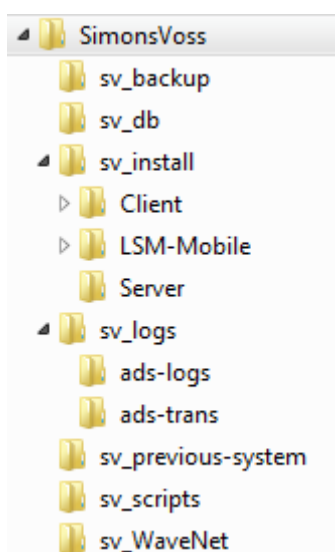 SimonsVoss
sv_backup
sv_db
sv_install
Client
LSM-Mobile
Server
sv_logs
ads-logs
ads-trans
sv_previous-system
sv_scripts
sv_WaveNet